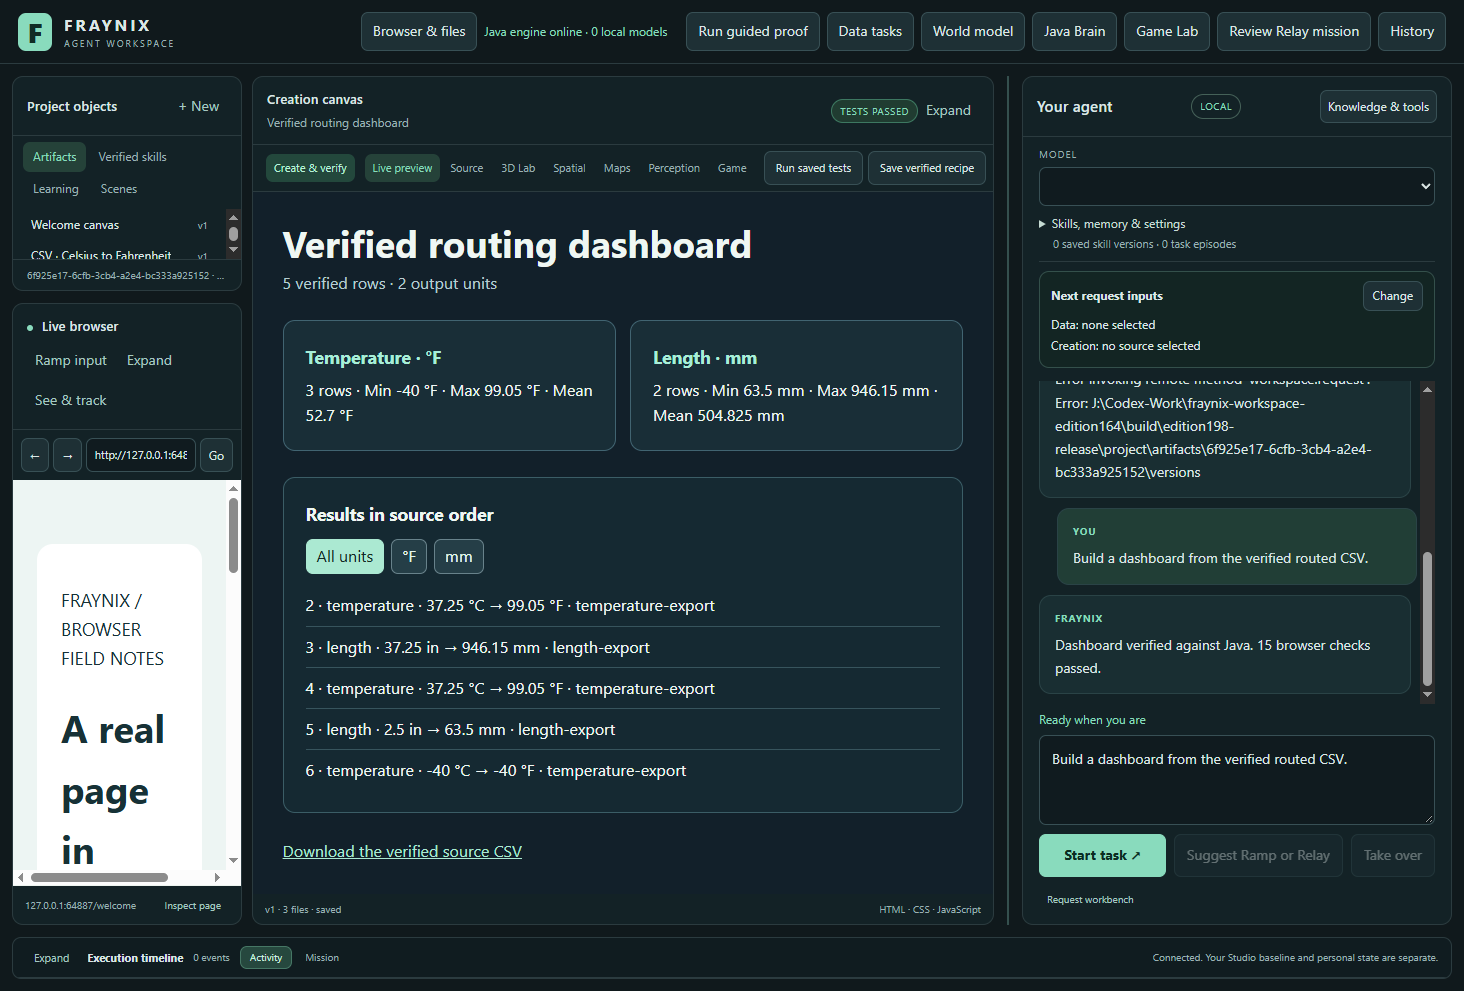 F
FRAYNIX
AGENT WORKSPACE
Browser & files
Java engine online · 0 local models
Run guided proof
Data tasks
World model
Java Brain
Game Lab
Review Relay mission
History
Project objects
+ New
Artifacts
Verified skills
Learning
Scenes
Welcome canvas
v1
CSV · Celsius to Fahrenheit
v1
6f925e17-6cfb-3cb4-a2e4-bc333a925152 · ...
Live browser
Ramp input
Expand
See & track
←
→
http://127.0.0.1:648
Go
FRAYNIX /
BROWSER
FIELD NOTES
A real
page
in
127.0.0.1:64887/welcome
Inspect page
Creation canvas
Verified routing dashboard
TESTS PASSED
Expand
Create & verify
Live preview
Source
3D Lab
Spatial
Maps
Perception
Game
Run saved tests
Save verified recipe
Verified routing dashboard
5 verified rows · 2 output units
Temperature · °F
3 rows · Min -40 °F · Max 99.05 °F · Mean
52.7 °F
Length · mm
2 rows · Min 63.5 mm · Max 946.15 mm ·
Mean 504.825 mm
Results in source order
All units
°F
mm
2 · temperature · 37.25 °C → 99.05 °F · temperature-export
3 · length · 37.25 in → 946.15 mm · length-export
4 · temperature · 37.25 °C → 99.05 °F · temperature-export
5 · length · 2.5 in → 63.5 mm · length-export
6 · temperature · -40 °C → -40 °F · temperature-export
Download the verified source CSV
v1 · 3 files · saved
HTML · CSS · JavaScript
Your agent
LOCAL
Knowledge & tools
MODEL
Skills, memory & settings
0 saved skill versions · 0 task episodes
Next request inputs
Change
Data: none selected
Creation: no source selected
Error invoking remote method 'workspace:request':
Error: J:\Codex-Work\fraynix-workspace-
edition164\build\edition198-
release\project\artifacts\6f925e17-6cfb-3cb4-a2e4-
bc333a925152\versions
YOU
Build a dashboard from the verified routed CSV.
FRAYNIX
Dashboard verified against Java. 15 browser checks
passed.
Ready when you are
Build a dashboard from the verified routed CSV.
Start task ↗
Suggest Ramp or Relay
Take over
Request workbench
Expand
Execution timeline
0 events
Activity
Mission
Connected. Your Studio baseline and personal state are separate.